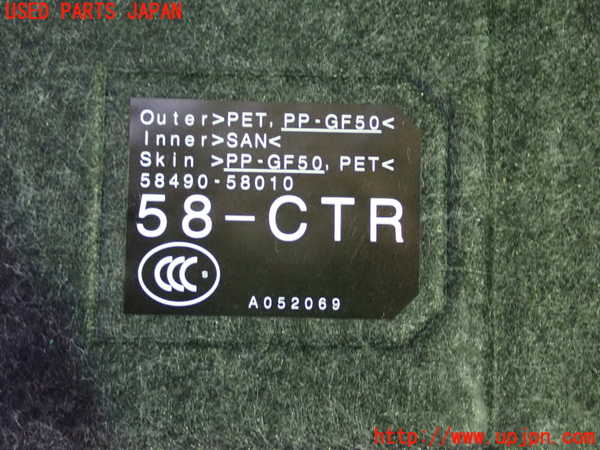 USED PARTS JAPAN
Outer>PET, PP-GF50<
Inner>SAN<
Skin >PP-GF50, PET<
58490-58010
58-CTR
CCC S
A052069
http://www.upjpn.com/